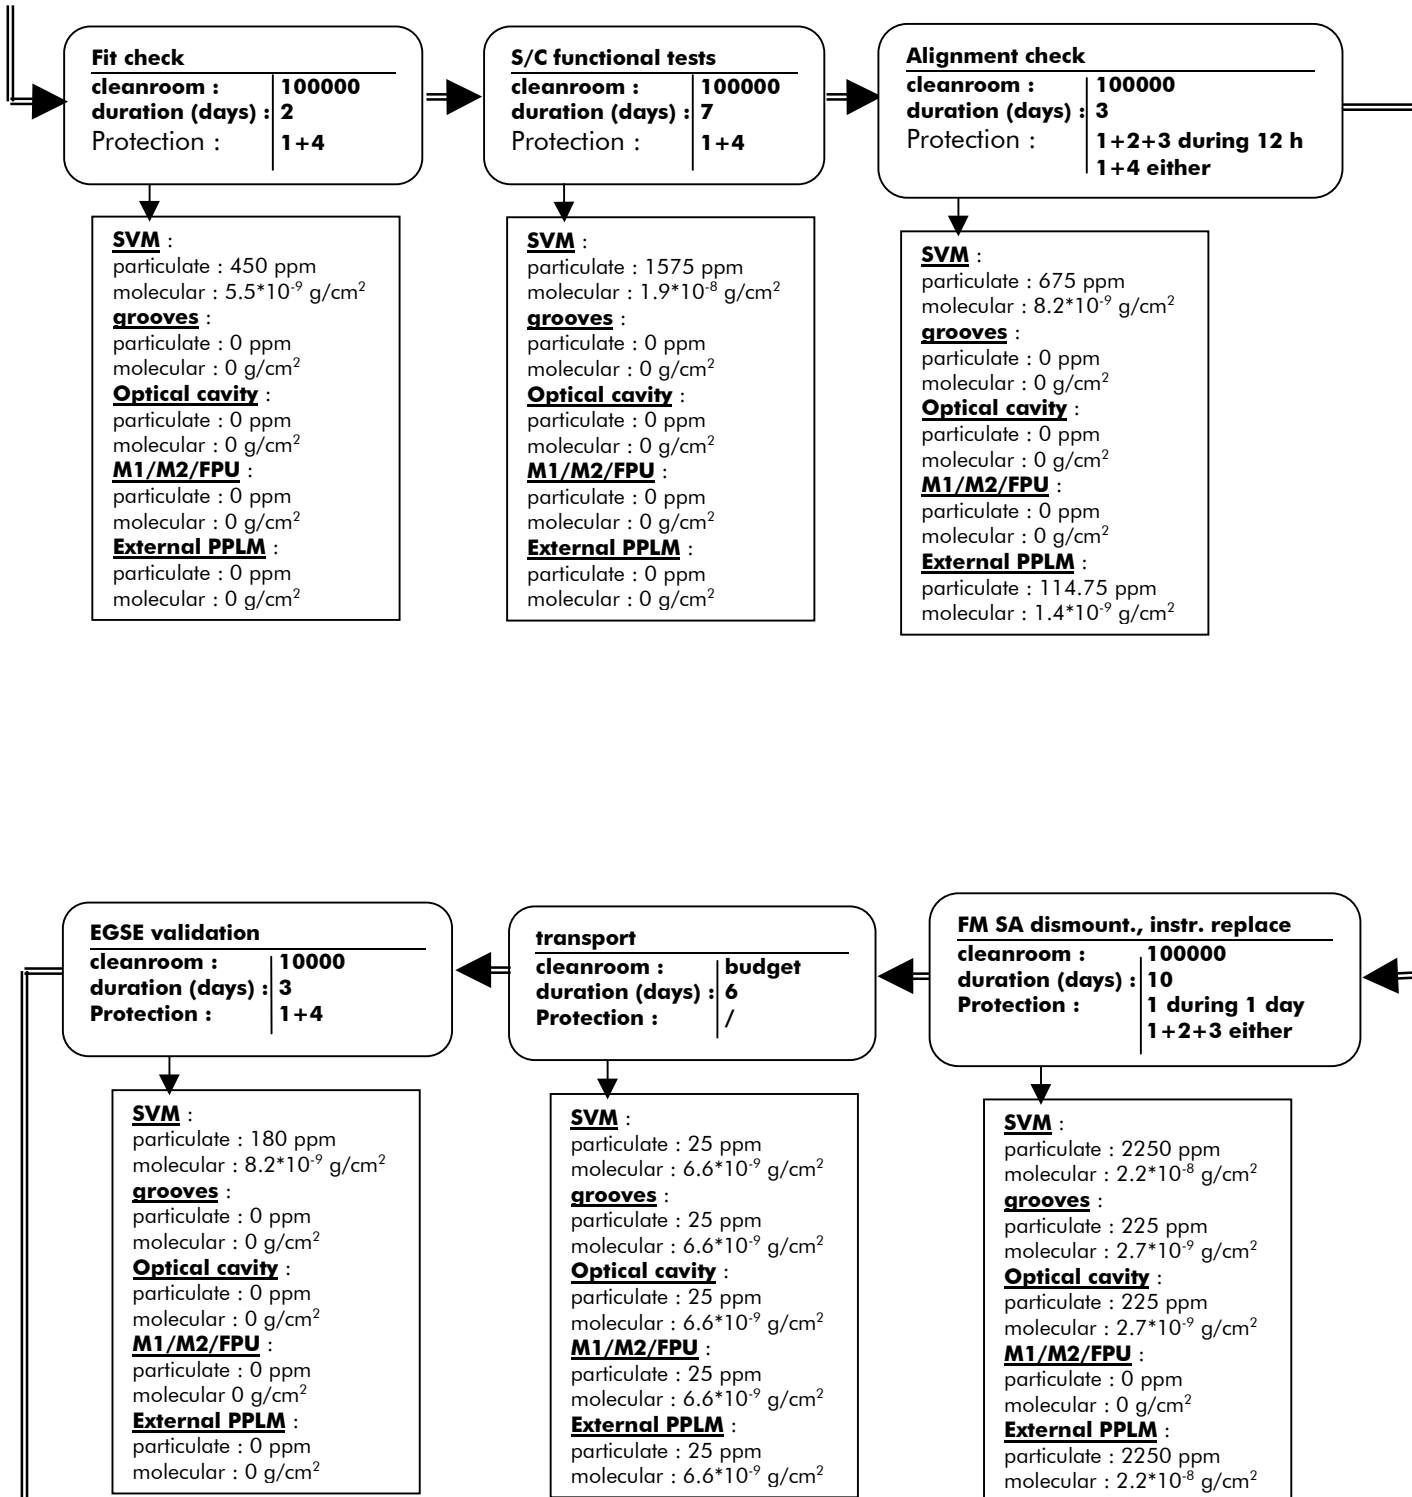 Fit check
cleanroom : 100000
duration (days) : 2
Protection : 1+4
SVM :
particulate : 450 ppm
molecular : 5.5*10⁻⁹ g/cm²
grooves :
particulate : 0 ppm
molecular : 0 g/cm²
Optical cavity :
particulate : 0 ppm
molecular : 0 g/cm²
M1/M2/FPU :
particulate : 0 ppm
molecular : 0 g/cm²
External PPLM :
particulate : 0 ppm
molecular : 0 g/cm²
S/C functional tests
cleanroom : 100000
duration (days) : 7
Protection : 1+4
SVM :
particulate : 1575 ppm
molecular : 1.9*10⁻⁸ g/cm²
grooves :
particulate : 0 ppm
molecular : 0 g/cm²
Optical cavity :
particulate : 0 ppm
molecular : 0 g/cm²
M1/M2/FPU :
particulate : 0 ppm
molecular : 0 g/cm²
External PPLM :
particulate : 0 ppm
molecular : 0 g/cm²
Alignment check
cleanroom : 100000
duration (days) : 3
Protection : 1+2+3 during 12 h
1+4 either
SVM :
particulate : 675 ppm
molecular : 8.2*10⁻⁹ g/cm²
grooves :
particulate : 0 ppm
molecular : 0 g/cm²
Optical cavity :
particulate : 0 ppm
molecular : 0 g/cm²
M1/M2/FPU :
particulate : 0 ppm
molecular : 0 g/cm²
External PPLM :
particulate : 114.75 ppm
molecular : 1.4*10⁻⁹ g/cm²
EGSE validation
cleanroom : 10000
duration (days) : 3
Protection : 1+4
SVM :
particulate : 180 ppm
molecular : 8.2*10⁻⁹ g/cm²
grooves :
particulate : 0 ppm
molecular : 0 g/cm²
Optical cavity :
particulate : 0 ppm
molecular : 0 g/cm²
M1/M2/FPU :
particulate : 0 ppm
molecular 0 g/cm²
External PPLM :
particulate : 0 ppm
molecular : 0 g/cm²
transport
cleanroom : budget
duration (days) : 6
Protection : /
SVM :
particulate : 25 ppm
molecular : 6.6*10⁻⁹ g/cm²
grooves :
particulate : 25 ppm
molecular : 6.6*10⁻⁹ g/cm²
Optical cavity :
particulate : 25 ppm
molecular : 6.6*10⁻⁹ g/cm²
M1/M2/FPU :
particulate : 25 ppm
molecular : 6.6*10⁻⁹ g/cm²
External PPLM :
particulate : 25 ppm
molecular : 6.6*10⁻⁹ g/cm²
FM SA dismount., instr. replace
cleanroom : 100000
duration (days) : 10
Protection : 1 during 1 day
1+2+3 either
SVM :
particulate : 2250 ppm
molecular : 2.2*10⁻⁸ g/cm²
grooves :
particulate : 225 ppm
molecular : 2.7*10⁻⁹ g/cm²
Optical cavity :
particulate : 225 ppm
molecular : 2.7*10⁻⁹ g/cm²
M1/M2/FPU :
particulate : 0 ppm
molecular : 0 g/cm²
External PPLM :
particulate : 2250 ppm
molecular : 2.2*10⁻⁸ g/cm²